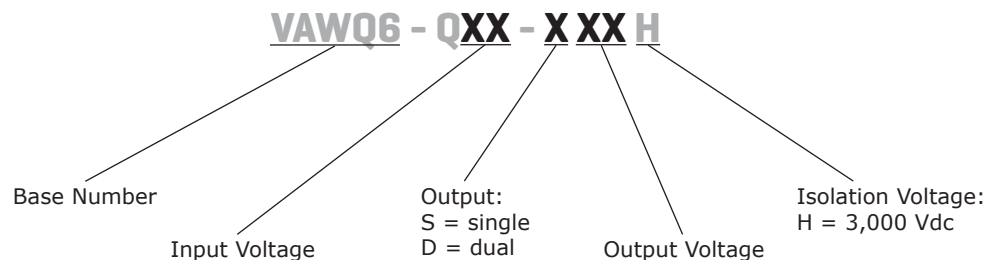 VAWQ6 - QXX - X XX H
Base Number
Input Voltage
Output:
S = single
D = dual
Output Voltage
Isolation Voltage:
H = 3,000 Vdc